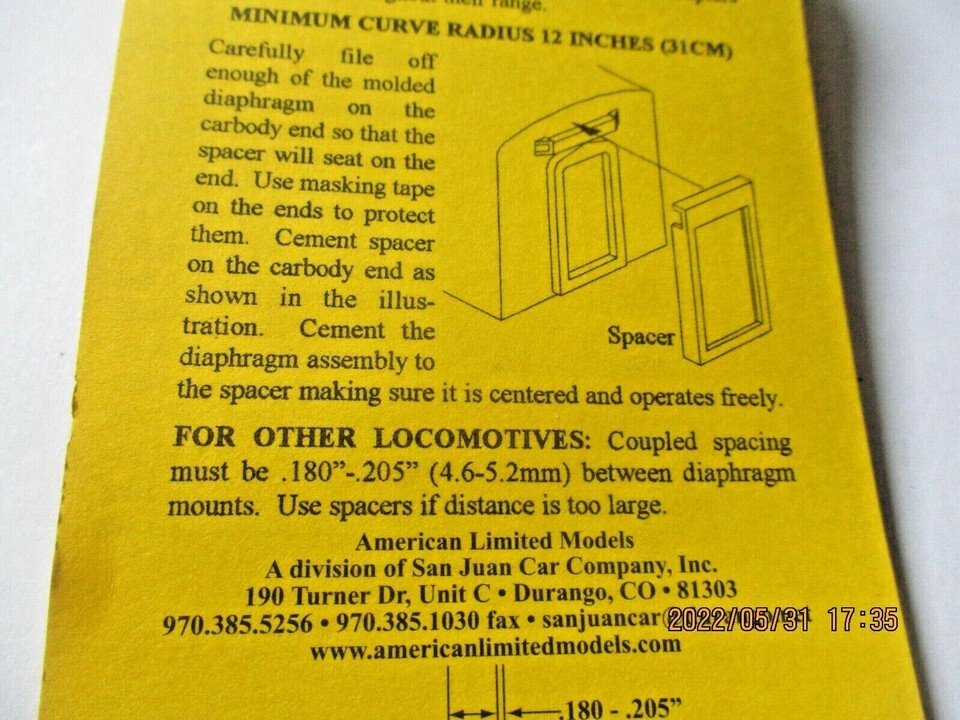 their range.
MINIMUM CURVE RADIUS 12 INCHES (31CM)
Carefully file off
enough of the molded
diaphragm on the
carbody end so that the
spacer will seat on the
end. Use masking tape
on the ends to protect
them. Cement spacer
on the carbody end as
shown in the illus-
tration. Cement the
diaphragm assembly to
the spacer making sure it is centered and operates freely.
Spacer
FOR OTHER LOCOMOTIVES: Coupled spacing
must be .180”-.205” (4.6-5.2mm) between diaphragm
mounts. Use spacers if distance is too large.
American Limited Models
A division of San Juan Car Company, Inc.
190 Turner Dr, Unit C • Durango, CO • 81303
970.385.5256 • 970.385.1030 fax • sanjuancar@
2022/05/31 17:35
www.americanlimitedmodels.com
.180 - .205”